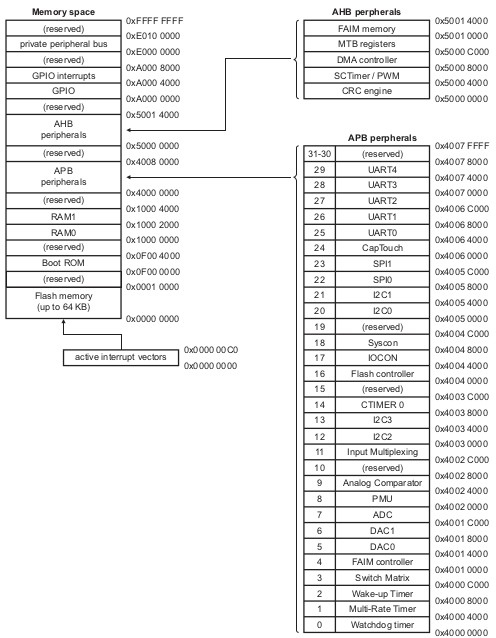 Memory space
0xFFFF FFFF
(reserved)
0xE010 0000
private peripheral bus
0xE000 0000
(reserved)
0xA000 8000
GPIO interrupts
0xA000 4000
GPIO
0xA000 0000
(reserved)
0x5001 4000
AHB
peripherals
0x5000 0000
(reserved)
0x4008 0000
APB
peripherals
0x4000 0000
(reserved)
0x1000 4000
RAM1
0x1000 2000
RAM0
0x1000 0000
(reserved)
0x0F00 4000
Boot ROM
0x0F00 0000
(reserved)
0x0001 0000
Flash memory
(up to 64 KB)
0x0000 0000
active interrupt vectors
0x0000 00C0
0x0000 0000
AHB perpherals
0x5001 4000
FAIM memory
0x5001 0000
MTB registers
0x5000 C000
DMA controller
0x5000 8000
SCTimer / PWM
0x5000 4000
CRC engine
0x5000 0000
APB perpherals
0x4007 FFFF
31-30 (reserved)
0x4007 8000
29 UART4
0x4007 4000
28 UART3
0x4007 0000
27 UART2
0x4006 C000
26 UART1
0x4006 8000
25 UART0
0x4006 4000
24 CapTouch
0x4006 0000
23 SPI1
0x4005 C000
22 SPI0
0x4005 8000
21 I2C1
0x4005 4000
20 I2C0
0x4005 0000
19 (reserved)
0x4004 C000
18 Syscon
0x4004 8000
17 IOCON
0x4004 4000
16 Flash controller
0x4004 0000
15 (reserved)
0x4003 C000
14 CTIMER 0
0x4003 8000
13 I2C3
0x4003 4000
12 I2C2
0x4003 0000
11 Input Multiplexing
0x4002 C000
10 (reserved)
0x4002 8000
9 Analog Comparator
0x4002 4000
8 PMU
0x4002 0000
7 ADC
0x4001 C000
6 DAC1
0x4001 8000
5 DAC0
0x4001 4000
4 FAIM controller
0x4001 0000
3 Switch Matrix
0x4000 C000
2 Wake-up Timer
0x4000 8000
1 Multi-Rate Timer
0x4000 4000
0 Watchdog timer
0x4000 0000